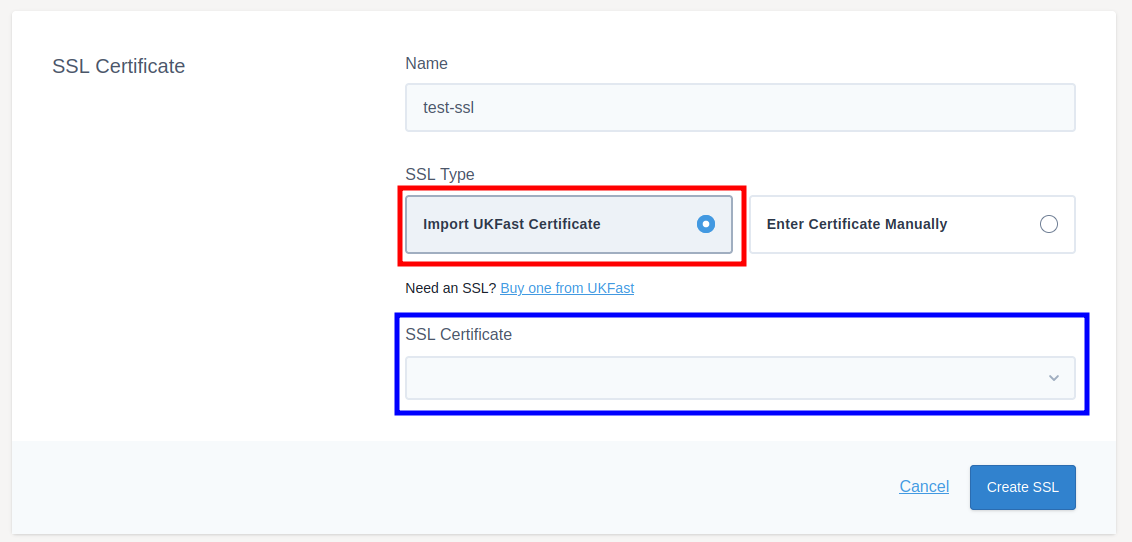 SSL Certificate
Name
test-ssl
SSL Type
Import UKFast Certificate
Enter Certificate Manually
Need an SSL? Buy one from UKFast
SSL Certificate
Cancel
Create SSL